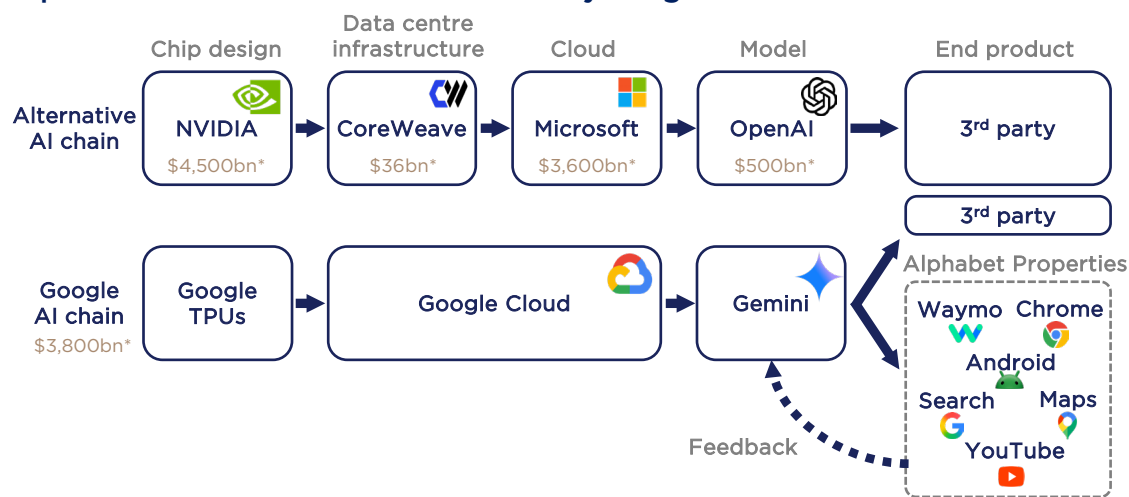 Chip design
Data centre
infrastructure
Cloud
Model
End product
Alternative
AI chain
NVIDIA
$4,500bn*
CoreWeave
$36bn*
Microsoft
$3,600bn*
OpenAI
$500bn*
3rd party
3rd party
Google
AI chain
$3,800bn*
Google
TPUs
Google Cloud
Gemini
Alphabet Properties
Waymo
Chrome
Android
Search
Maps
YouTube
Feedback